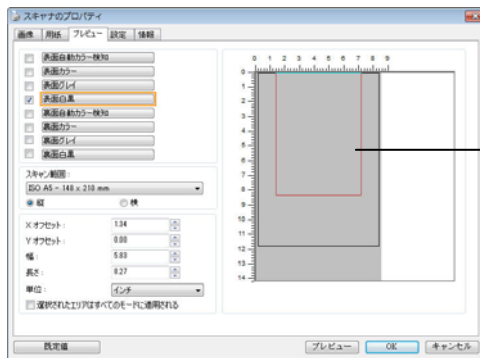 スキャナのプロパティ
画像 用紙 プレビュー 設定 情報
表面自動カラー検知
表面カラー
表面グレイ
表面白黒
裏面自動カラー検知
裏面カラー
裏面グレイ
裏面白黒
スキャン範囲:
ISO A5 - 148 x 210 mm
縦 横
X オフセット: 1.34
Y オフセット: 0.00
幅: 5.83
長さ: 8.27
単位: インチ
選択されたエリアはすべてのモードに適用される
0 1 2 3 4 5 6 7 8 9
0
1
2
3
4
5
6
7
8
9
10
11
12
13
14
既定値 プレビュー OK キャンセル